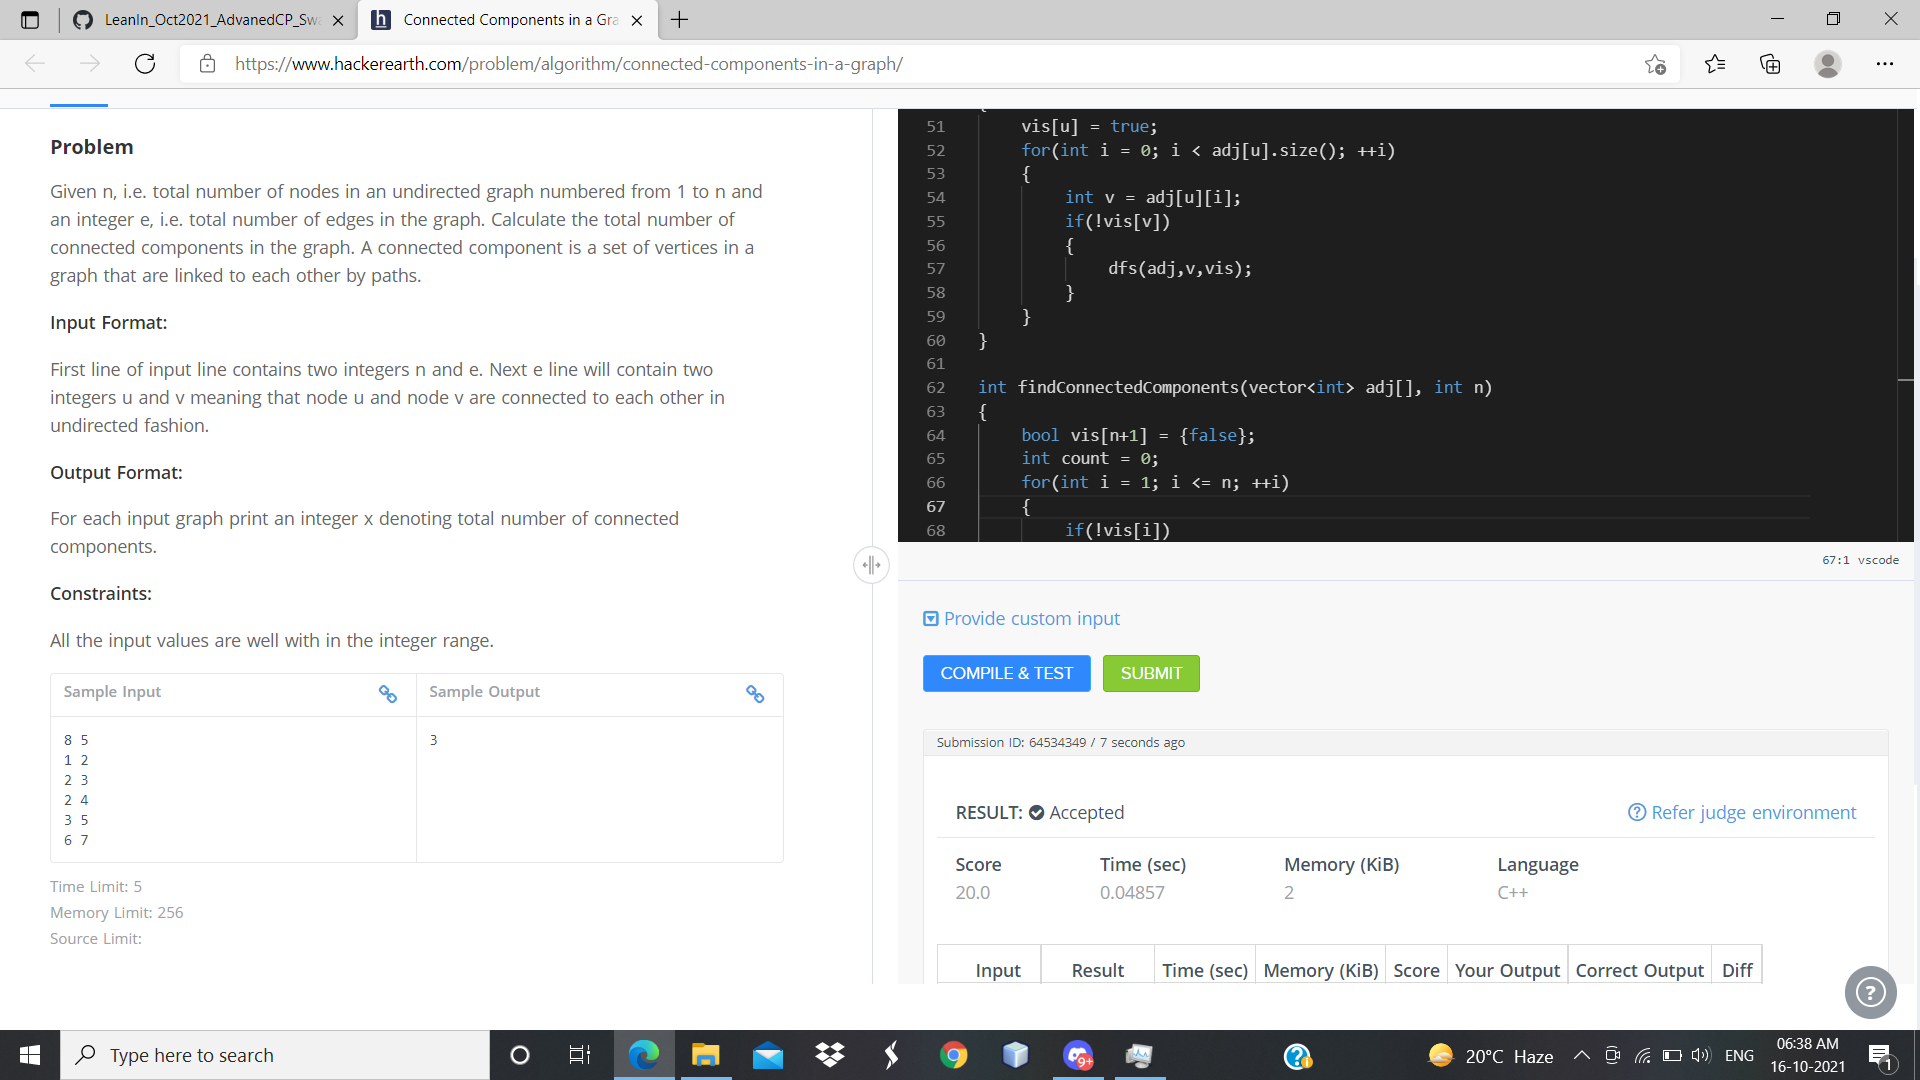 LeanIn_Oct2021_AdvanedCP_Swa
Connected Components in a Gra
https://www.hackerearth.com/problem/algorithm/connected-components-in-a-graph/
Problem
Given n, i.e. total number of nodes in an undirected graph numbered from 1 to n and
an integer e, i.e. total number of edges in the graph. Calculate the total number of
connected components in the graph. A connected component is a set of vertices in a
graph that are linked to each other by paths.
Input Format:
First line of input line contains two integers n and e. Next e line will contain two
integers u and v meaning that node u and node v are connected to each other in
undirected fashion.
Output Format:
For each input graph print an integer x denoting total number of connected
components.
Constraints:
All the input values are well with in the integer range.
Sample Input
Sample Output
8 5
1 2
2 3
2 4
3 5
6 7
3
Time Limit: 5
Memory Limit: 256
Source Limit:
51 vis[u] = true;
52 for(int i = 0; i < adj[u].size(); ++i)
53 {
54 int v = adj[u][i];
55 if(!vis[v])
56 {
57 dfs(adj,v,vis);
58 }
59 }
60 }
61
62 int findConnectedComponents(vector<int> adj[], int n)
63 {
64 bool vis[n+1] = {false};
65 int count = 0;
66 for(int i = 1; i <= n; ++i)
67 {
68 if(!vis[i])
67:1 vscode
Provide custom input
COMPILE & TEST
SUBMIT
Submission ID: 64534349 / 7 seconds ago
RESULT: Accepted
Refer judge environment
Score Time (sec) Memory (KiB) Language
20.0 0.04857 2 C++
Input Result Time (sec) Memory (KiB) Score Your Output Correct Output Diff
Type here to search
9+
20°C Haze
ENG
06:38 AM
16-10-2021
1